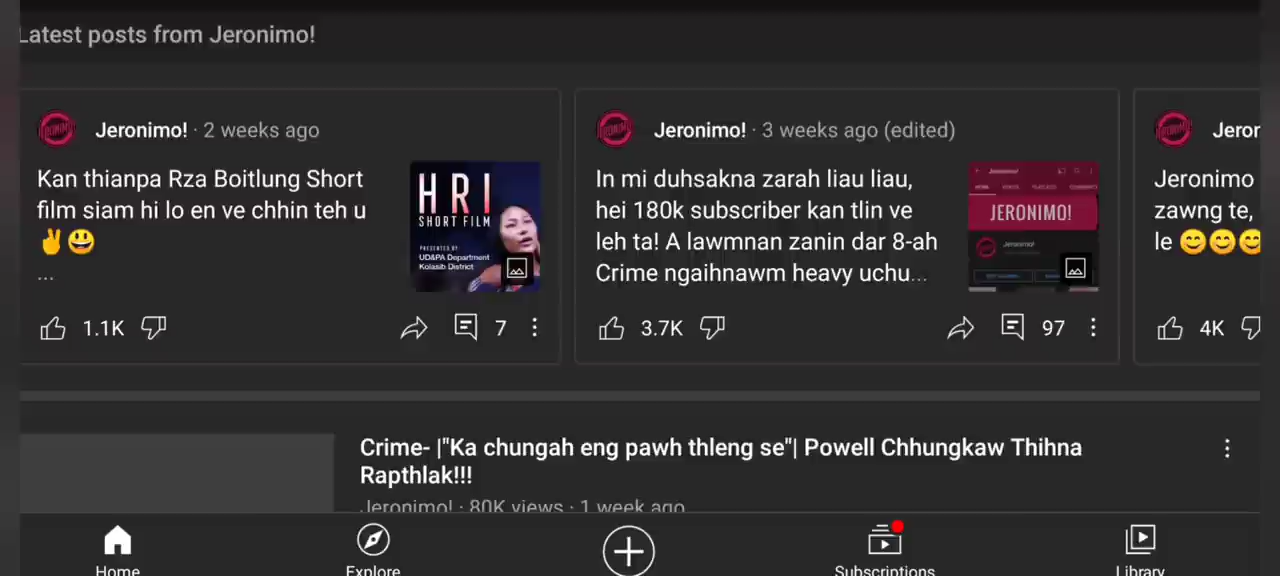 Latest posts from Jeronimo!
Jeronimo! · 2 weeks ago
Kan thianpa Rza Boitlung Short
film siam hi lo en ve chhin teh u
✌️😃
...
HRI
SHORT FILM
PRESENTED BY
UD&PA Department
Kolasib District
1.1K
7
Jeronimo! · 3 weeks ago (edited)
In mi duhsakna zarah liau liau,
hei 180k subscriber kan tlin ve
leh ta! A lawmnan zanin dar 8-ah
Crime ngaihnawm heavy uchu...
JERONIMO!
3.7K
97
Jeror
Jeronimo
zawng te,
le 😊😊😊
4K
Crime- |"Ka chungah eng pawh thleng se"| Powell Chhungkaw Thihna
Rapthlak!!!
Jeronimo! · 80K views · 1 week ago
Home
Explore
Subscriptions
Library